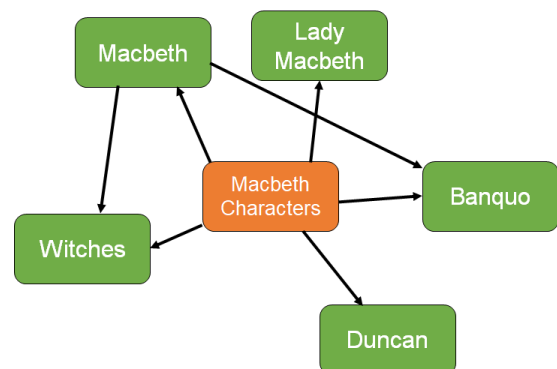 Macbeth
Lady
Macbeth
Macbeth
Characters
Banquo
Witches
Duncan